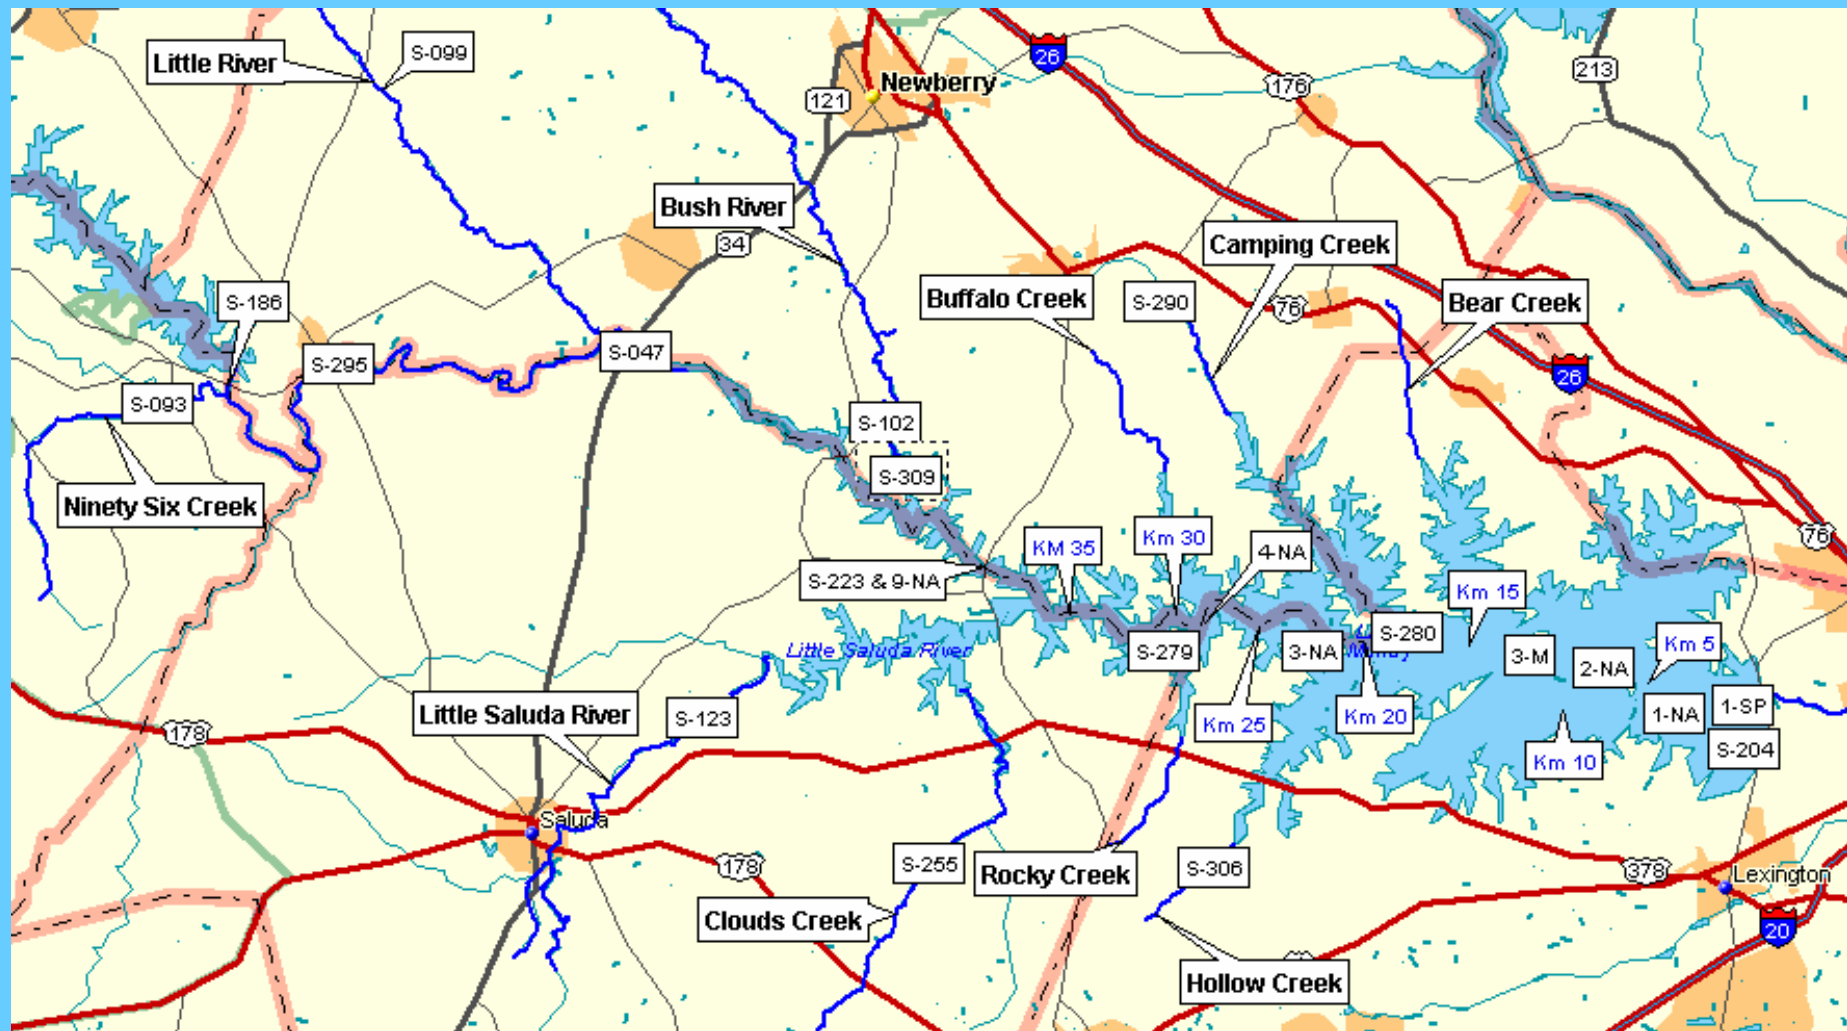 Little River
S-099
26
Newberry
121
176
213
Bush River
34
Camping Creek
S-186
Buffalo Creek
S-290
76
Bear Creek
S-295
S-047
26
S-093
S-102
S-309
Ninety Six Creek
KM 35
Km 30
4-NA
76
S-223 & 9-NA
Km 15
Little Saluda River
S-279
3-NA
S-280
3-M
2-NA
Km 5
Little Saluda River
S-123
Km 25
Km 20
1-NA
1-SP
178
Km 10
S-204
Saluda
178
S-255
Rocky Creek
S-306
378
Lexington
Clouds Creek
20
Hollow Creek